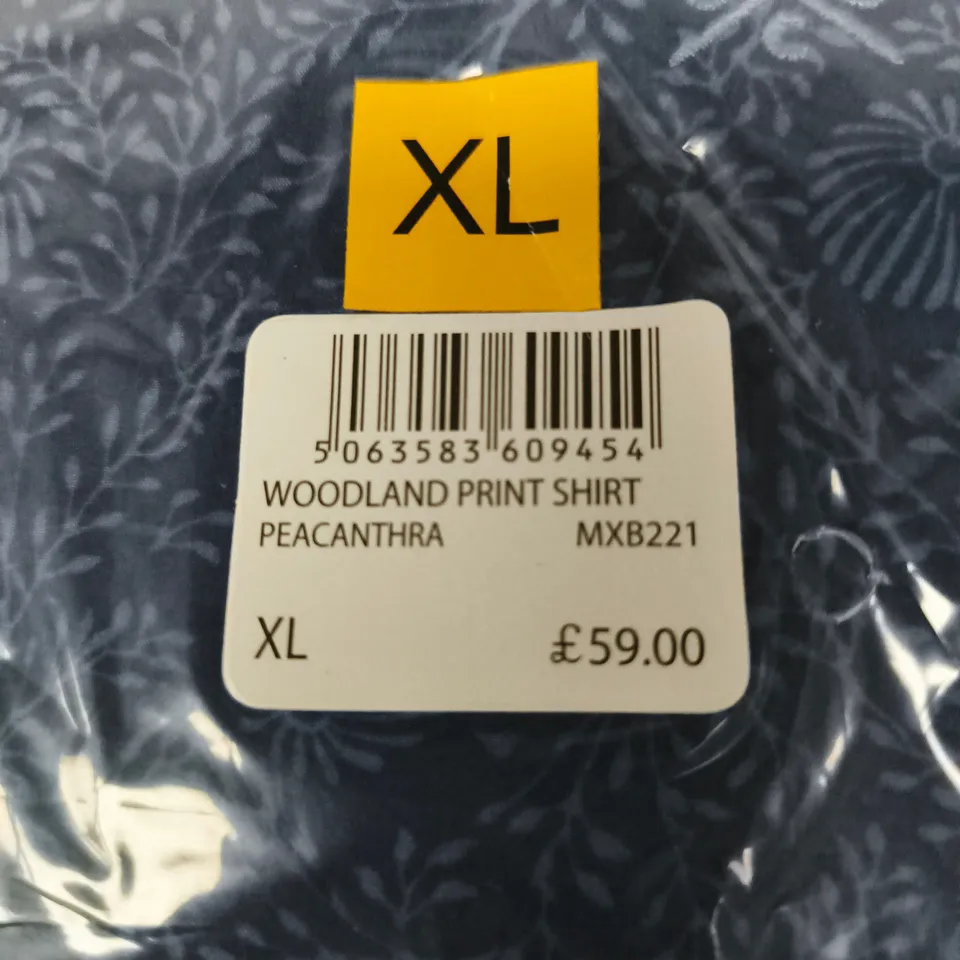 XL
5 063583 609454
WOODLAND PRINT SHIRT
PEACANTHRA MXB221
XL £59.00